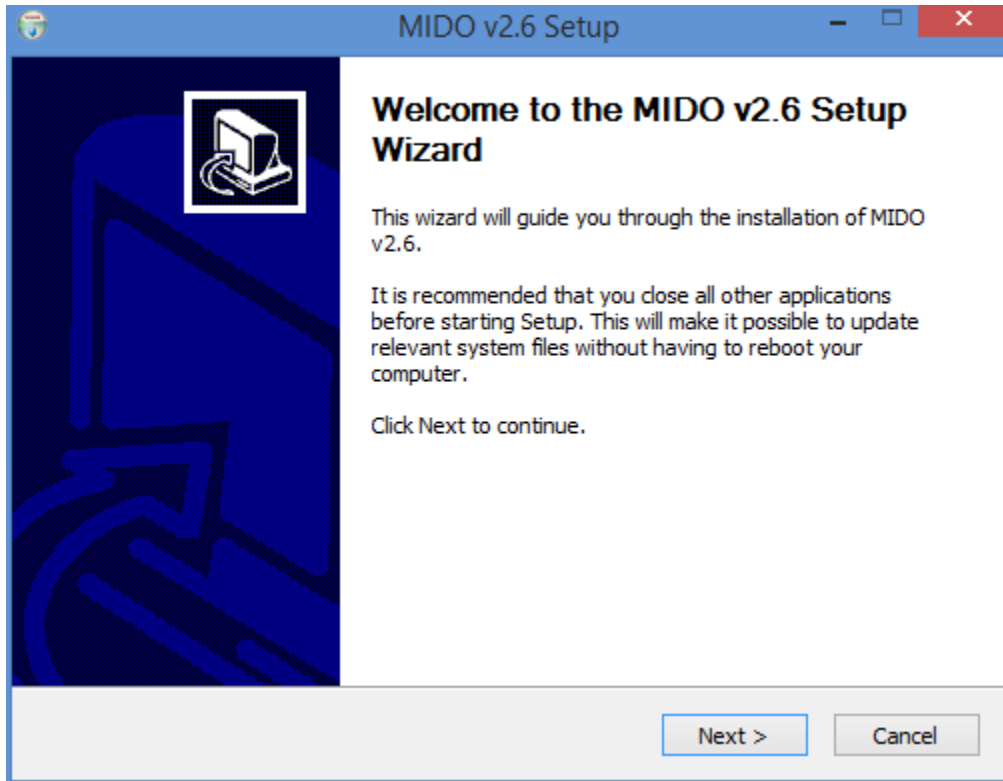 MIDO v2.6 Setup
Welcome to the MIDO v2.6 Setup
Wizard
This wizard will guide you through the installation of MIDO
v2.6.
It is recommended that you close all other applications
before starting Setup. This will make it possible to update
relevant system files without having to reboot your
computer.
Click Next to continue.
Next >
Cancel